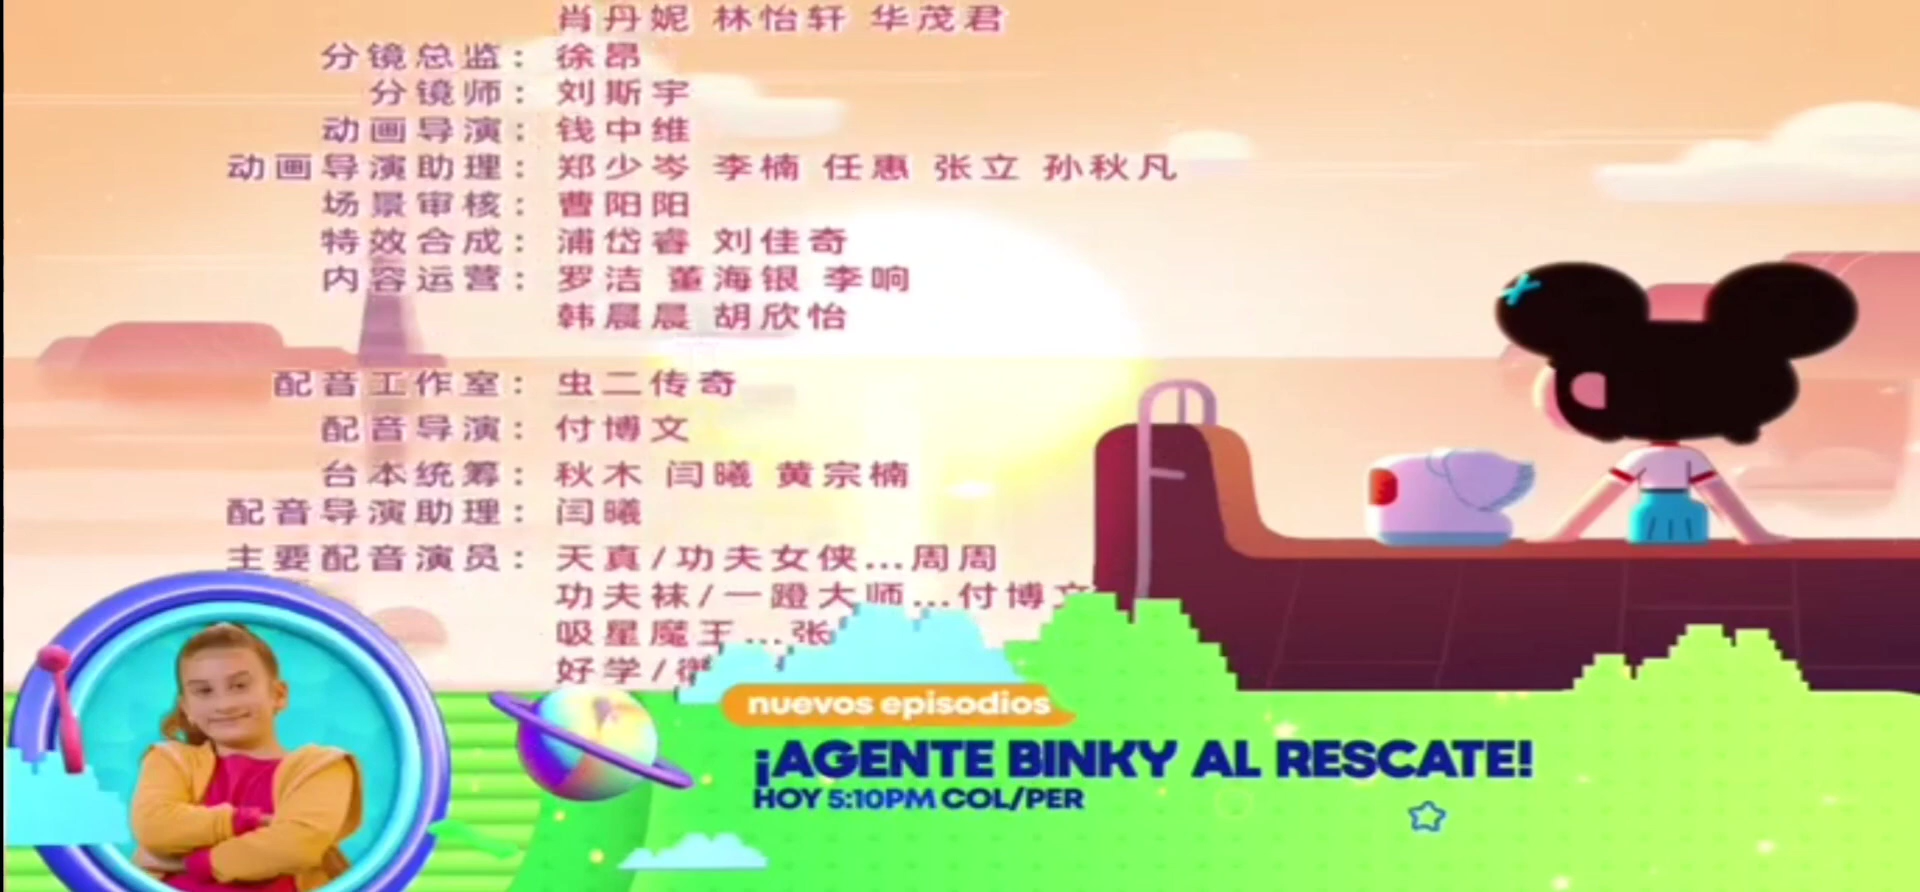 肖丹妮 林怡轩 华茂君
分镜总监： 徐昂
分镜师： 刘斯宇
动画导演： 钱中维
动画导演助理： 郑少岑 李楠 任惠 张立 孙秋凡
场景审核： 曹阳阳
特效合成： 浦岱睿 刘佳奇
内容运营： 罗洁 董海银 李响
韩晨晨 胡欣怡
配音工作室： 虫二传奇
配音导演： 付博文
台本统筹： 秋木 闫曦 黄宗楠
配音导演助理： 闫曦
主要配音演员： 天真/功夫女侠...周周
功夫袜/一蹬大师...付博文
吸星魔王...张
好学/
nuevos episodios
¡AGENTE BINKY AL RESCATE!
HOY 5:10PM COL/PER